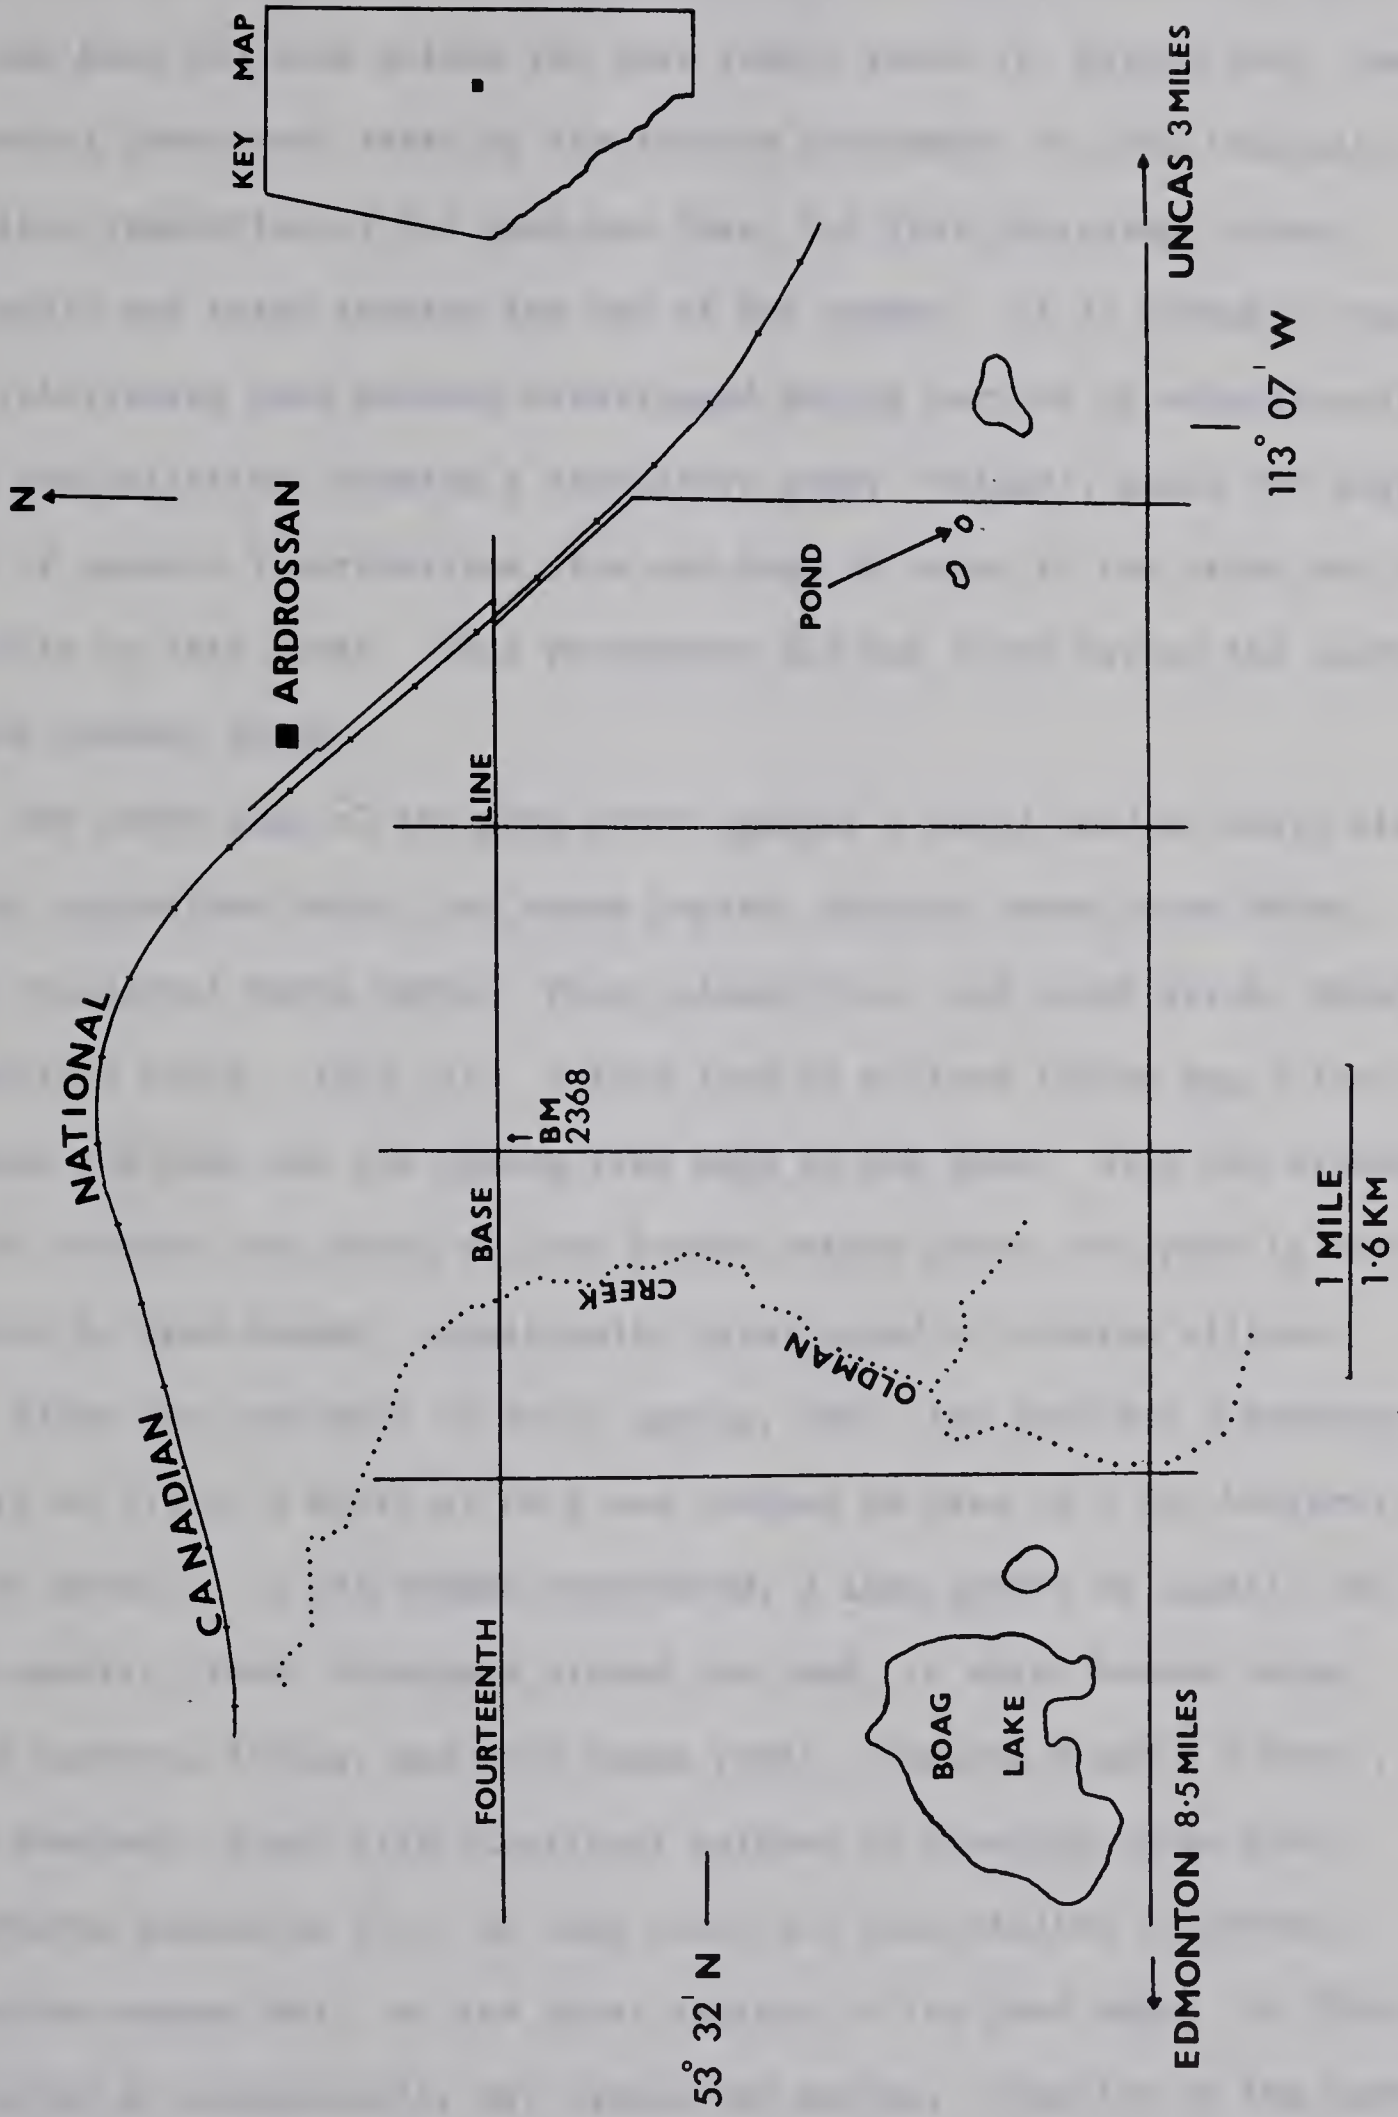 N
KEY MAP
CANADIAN NATIONAL
ARDROSSAN
FOURTEENTH BASE LINE
BM
2368
CREEK
OLDMAN
POND
BOAG
LAKE
53° 32' N
EDMONTON 8·5 MILES
UNCAS 3 MILES
113° 07' W
1 MILE
1·6 KM